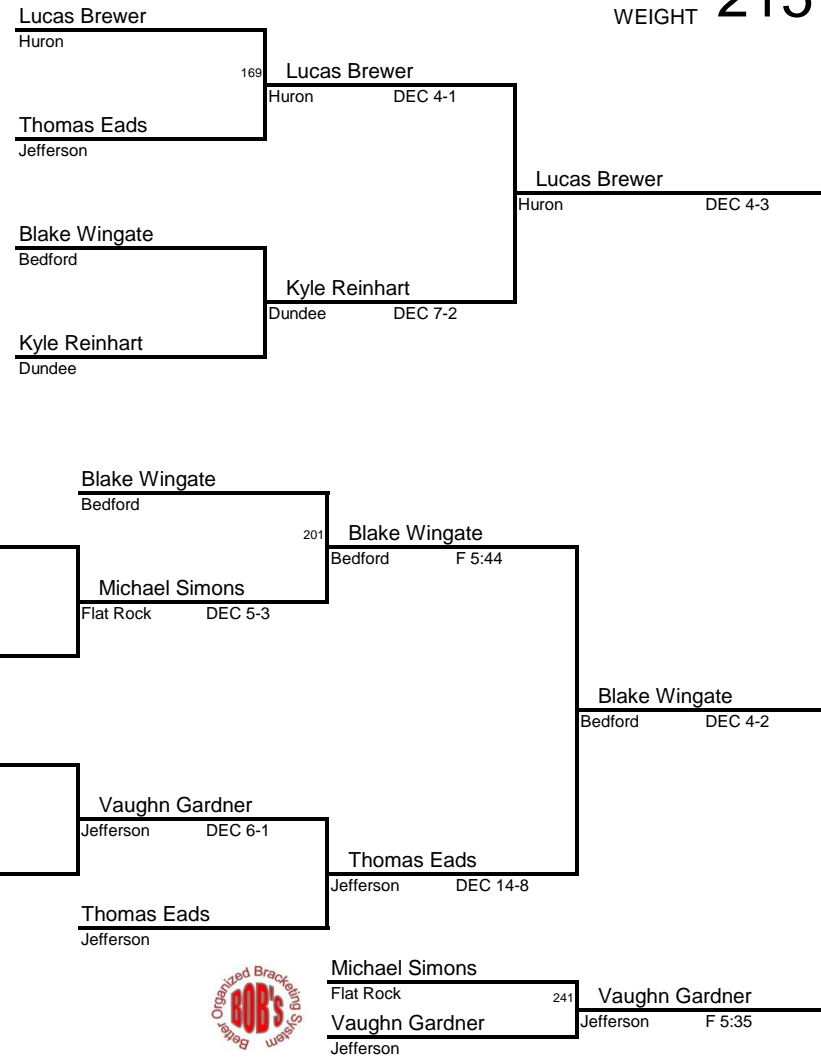 WEIGHT 215
Lucas Brewer
Huron
169
Lucas Brewer
Huron DEC 4-1
Thomas Eads
Jefferson
Lucas Brewer
Huron DEC 4-3
Blake Wingate
Bedford
Kyle Reinhart
Dundee DEC 7-2
Kyle Reinhart
Dundee
Blake Wingate
Bedford
201
Blake Wingate
Bedford F 5:44
Michael Simons
Flat Rock DEC 5-3
Blake Wingate
Bedford DEC 4-2
Vaughn Gardner
Jefferson DEC 6-1
Thomas Eads
Jefferson DEC 14-8
Thomas Eads
Jefferson
Better Organized Bracketing System
BOB'S
Michael Simons
Flat Rock
241
Vaughn Gardner
Jefferson F 5:35
Vaughn Gardner
Jefferson